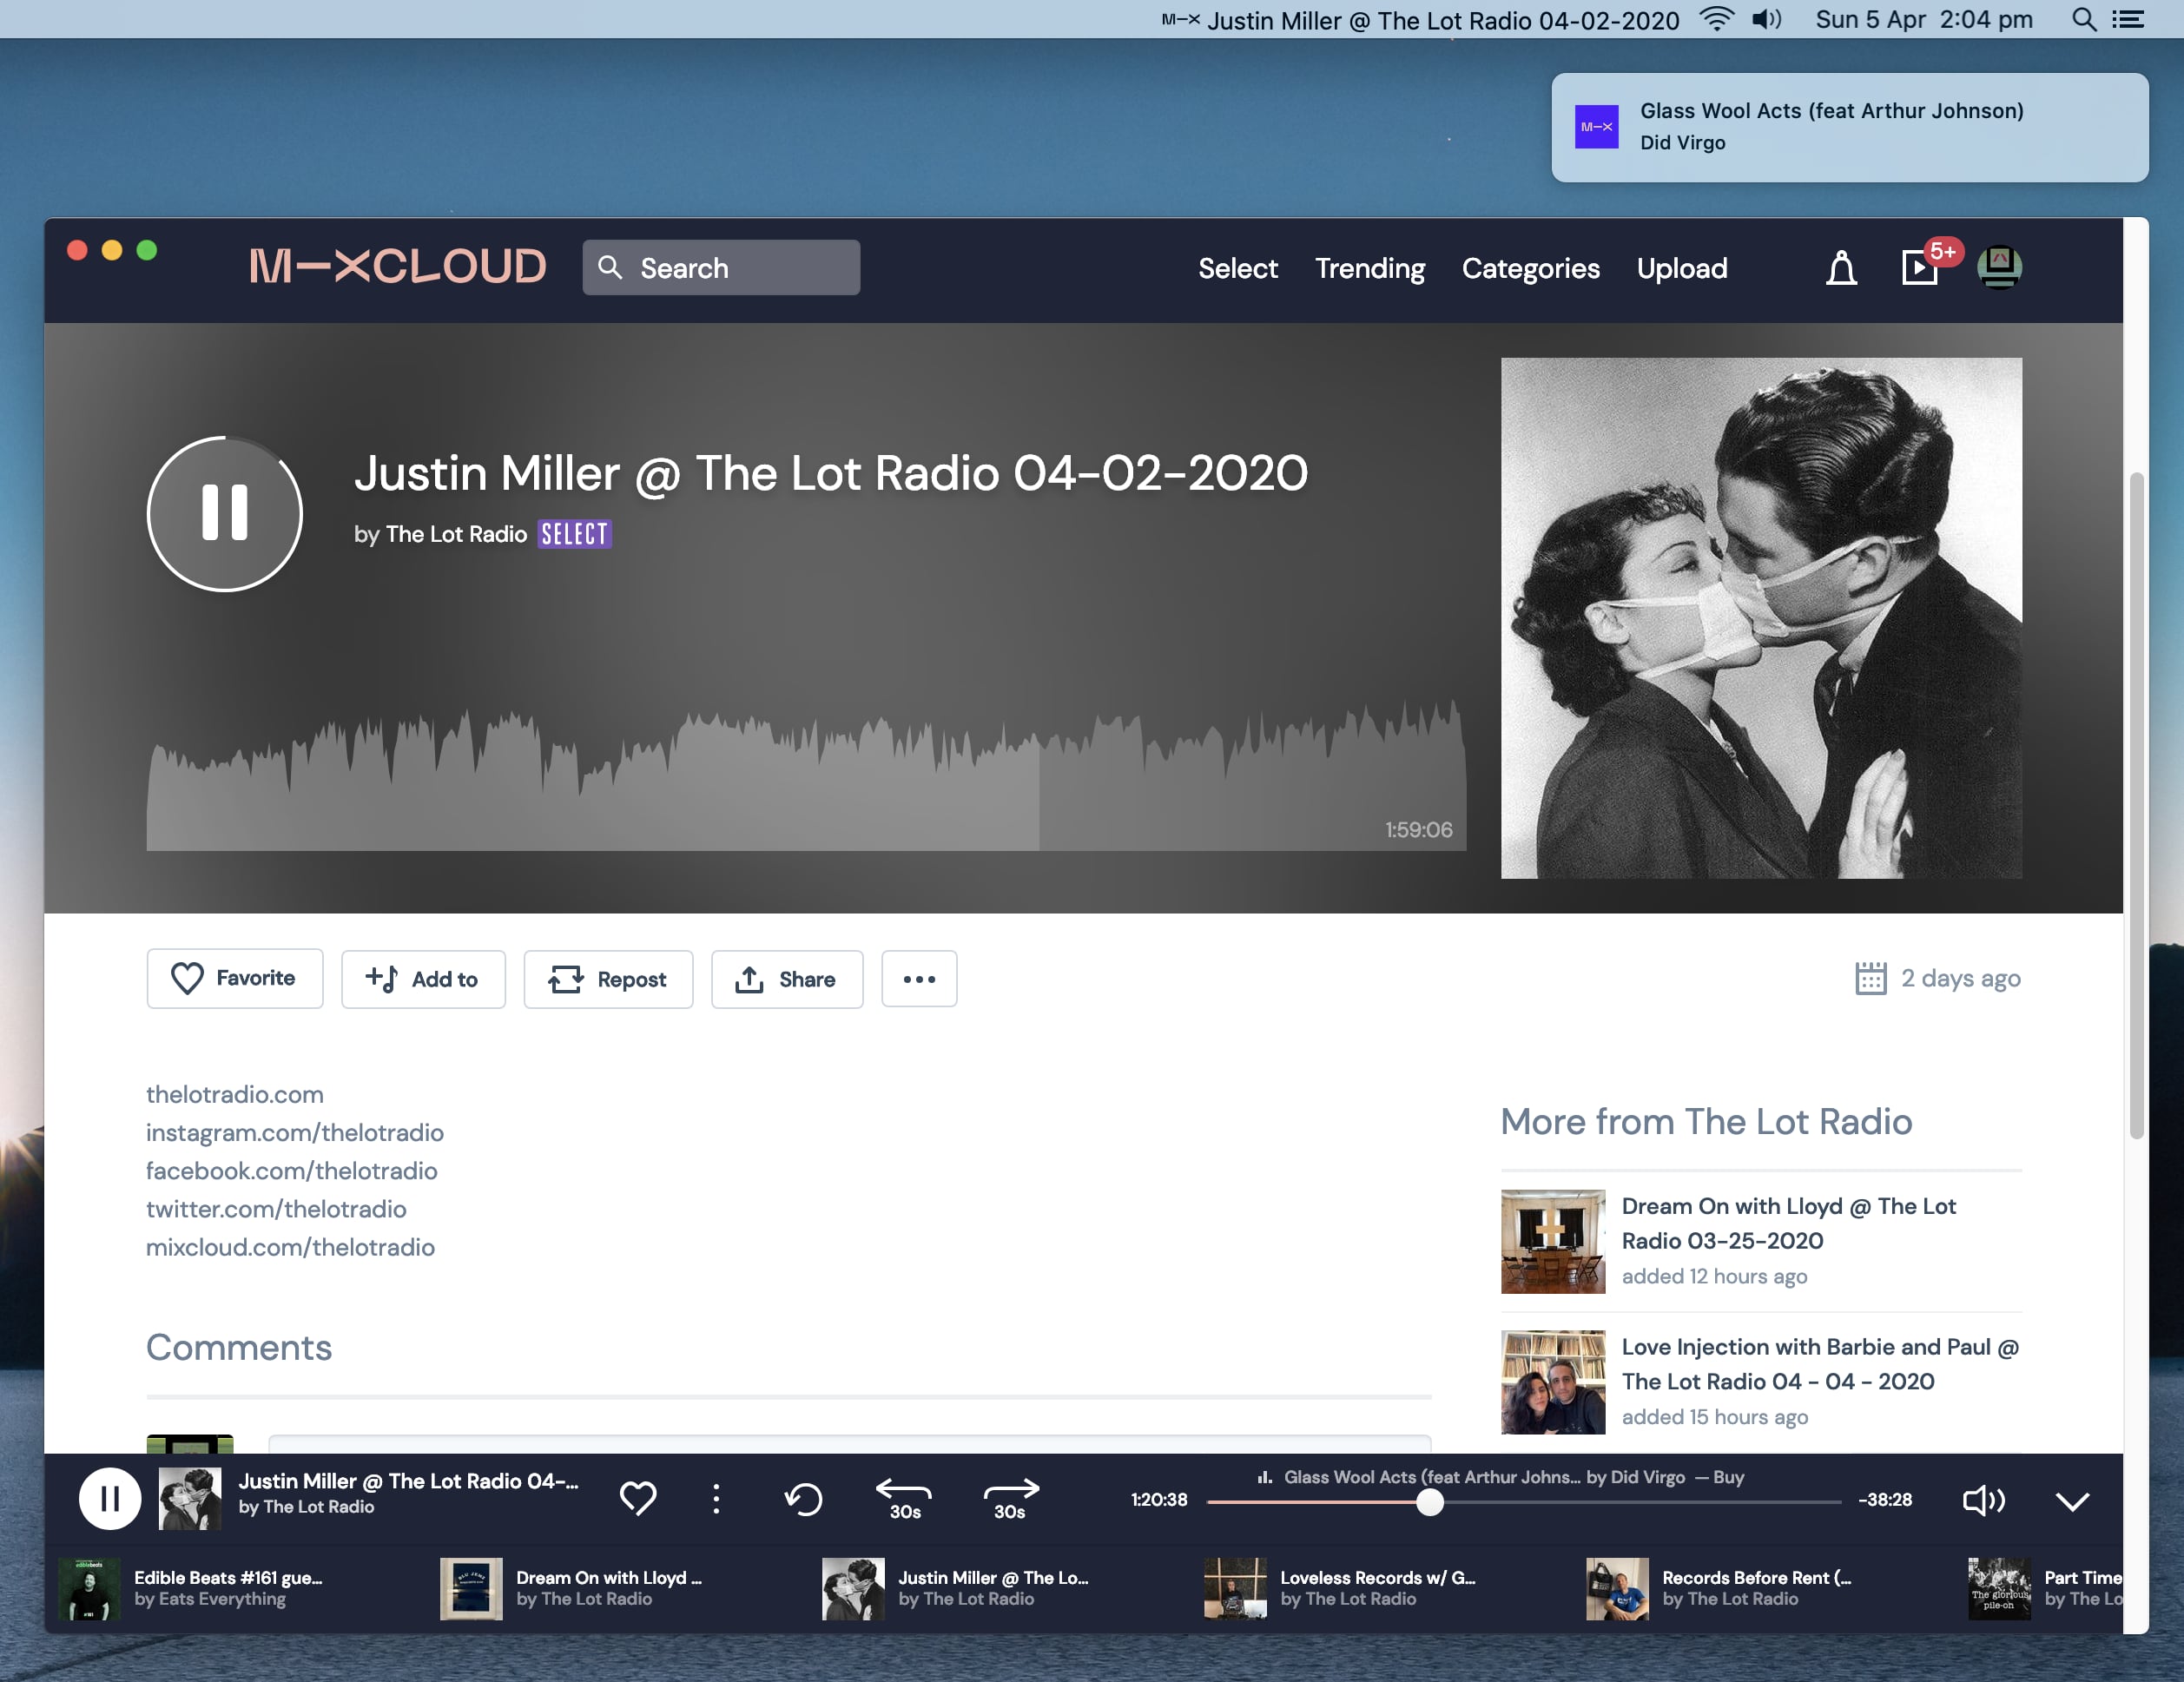 M-X Justin Miller @ The Lot Radio 04-02-2020 Sun 5 Apr 2:04 pm
M-X
Glass Wool Acts (feat Arthur Johnson)
Did Virgo
M-XCLOUD
Search
Select Trending Categories Upload
5+
Justin Miller @ The Lot Radio 04-02-2020
by The Lot Radio SELECT
1:59:06
Favorite
Add to
Repost
Share
2 days ago
thelotradio.com
instagram.com/thelotradio
facebook.com/thelotradio
twitter.com/thelotradio
mixcloud.com/thelotradio
Comments
More from The Lot Radio
Dream On with Lloyd @ The Lot
Radio 03-25-2020
added 12 hours ago
Love Injection with Barbie and Paul @
The Lot Radio 04 - 04 - 2020
added 15 hours ago
Justin Miller @ The Lot Radio 04-...
by The Lot Radio
30s
30s
Glass Wool Acts (feat Arthur Johns... by Did Virgo — Buy
1:20:38
-38:28
Edible Beats #161 gue...
by Eats Everything
Dream On with Lloyd ...
by The Lot Radio
Justin Miller @ The Lo...
by The Lot Radio
Loveless Records w/ G...
by The Lot Radio
Records Before Rent (...
by The Lot Radio
The glorious
pile-on
Part Time
by The Lo